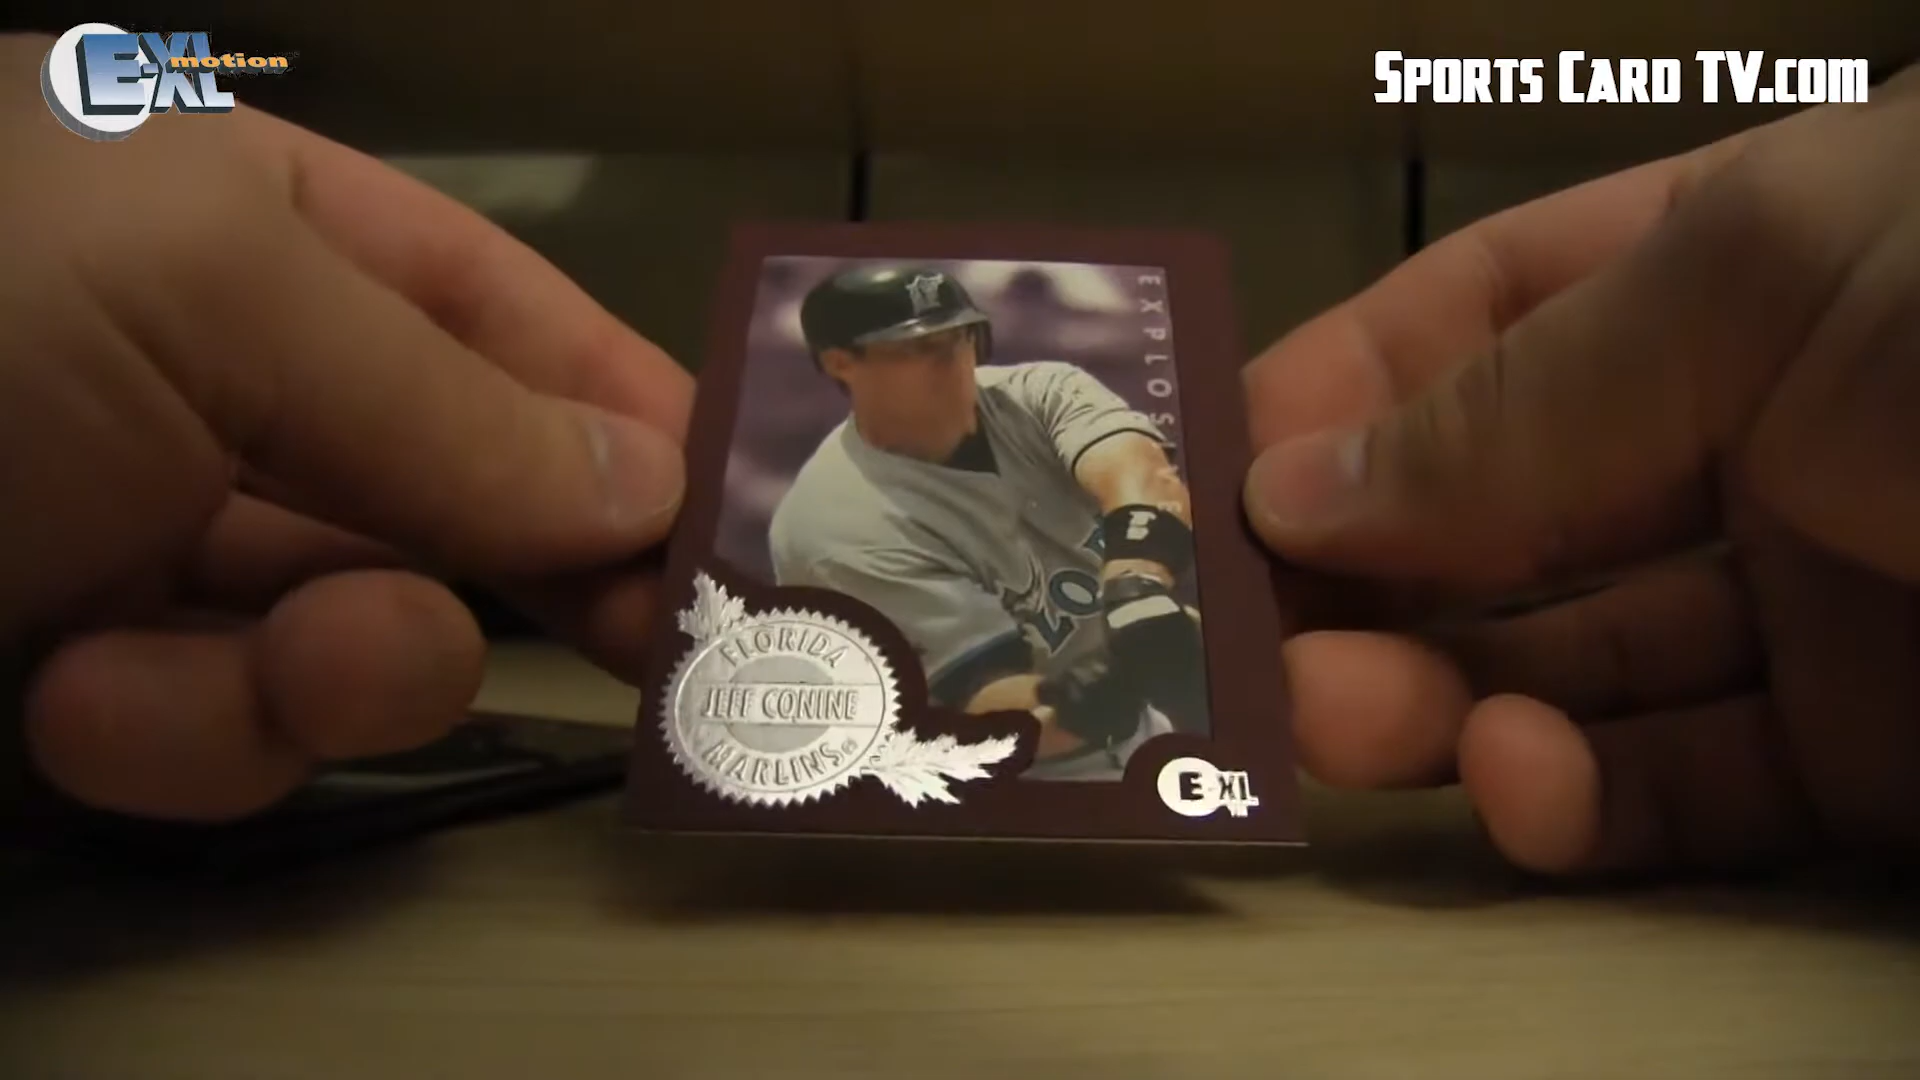 E-XL
motion
SPORTS CARD TV.COM
EXPLOSIVE
FLORIDA
JEFF CONINE
MARLINS
E-XL